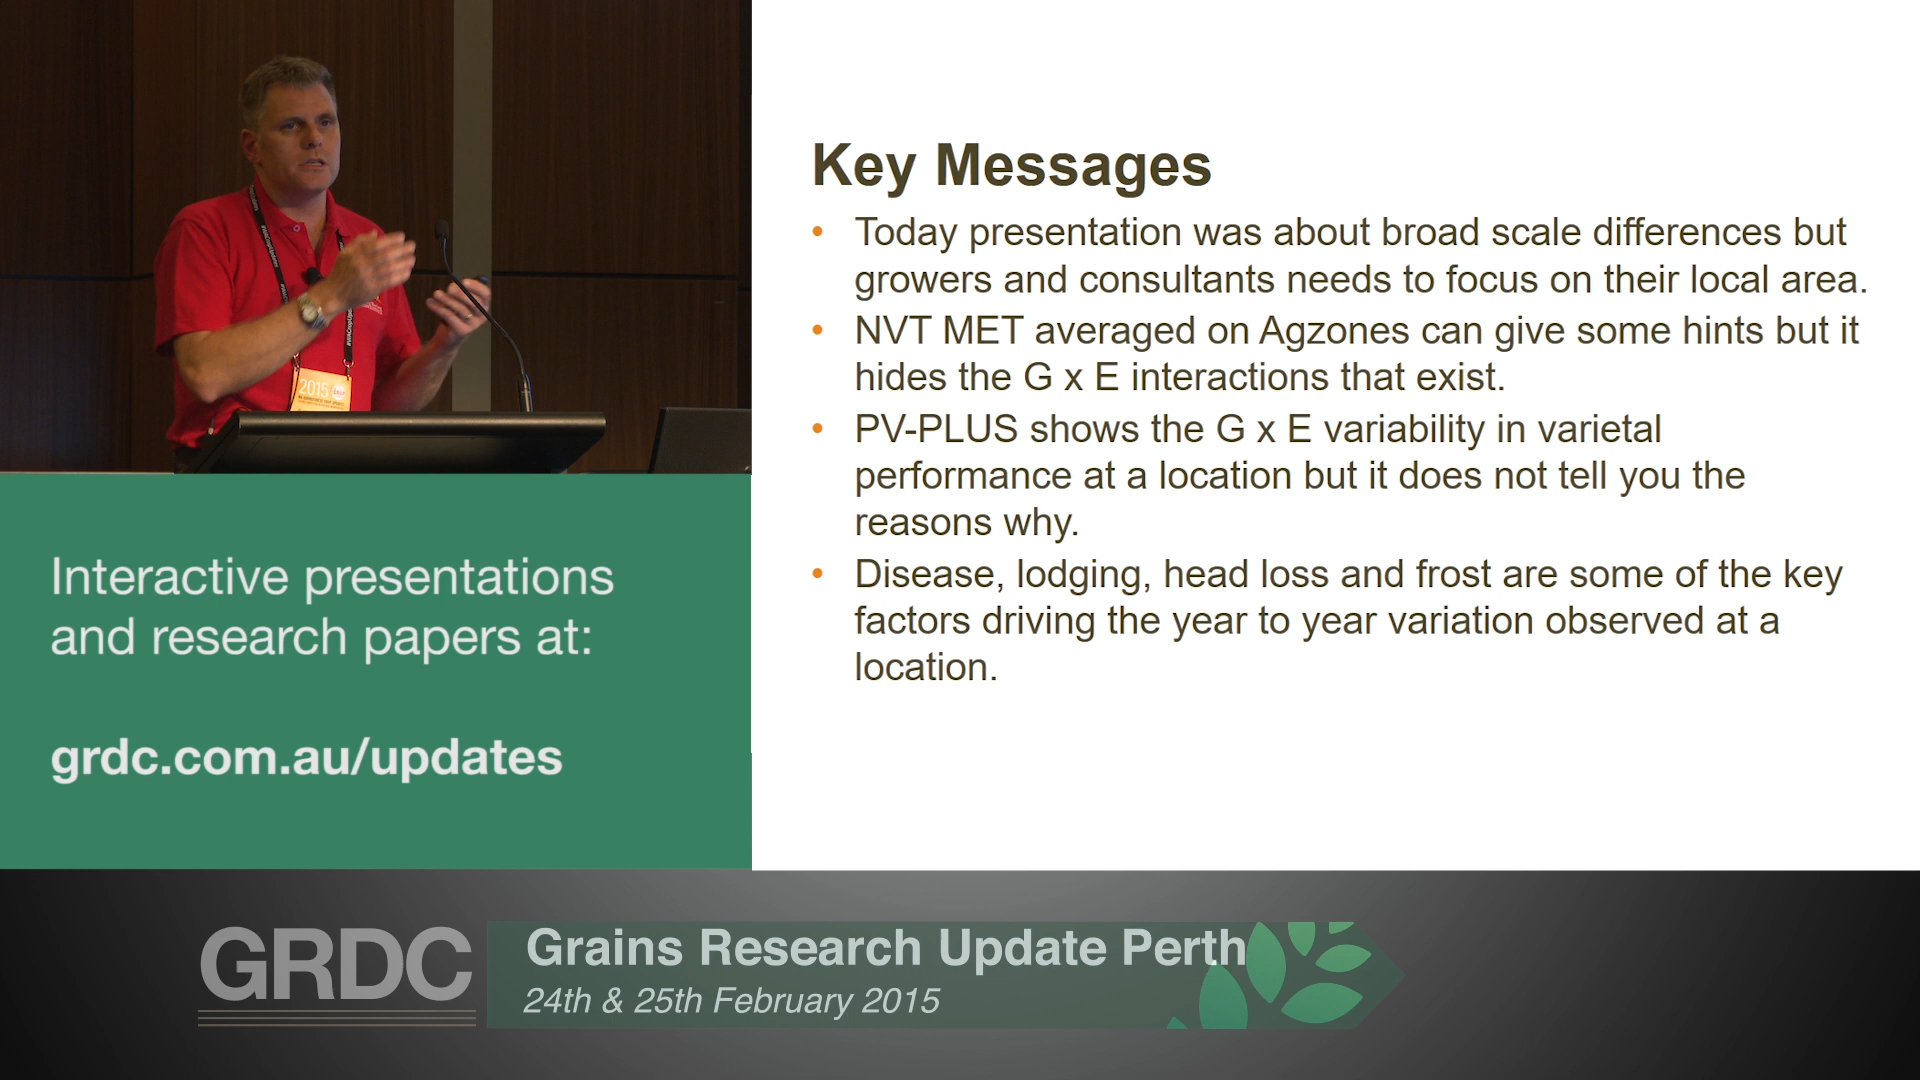 Key Messages
• Today presentation was about broad scale differences but
growers and consultants needs to focus on their local area.
• NVT MET averaged on Agzones can give some hints but it
hides the G x E interactions that exist.
• PV-PLUS shows the G x E variability in varietal
performance at a location but it does not tell you the
reasons why.
• Disease, lodging, head loss and frost are some of the key
factors driving the year to year variation observed at a
location.
2015
Interactive presentations
and research papers at:
grdc.com.au/updates
GRDC
Grains Research Update Perth
24th & 25th February 2015